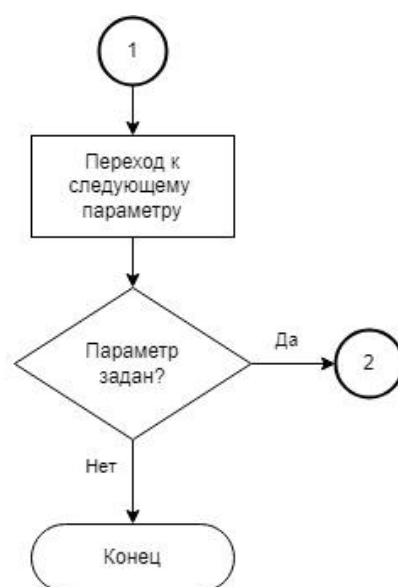 1
Переход к
следующему
параметру
Параметр
задан?
Да
2
Нет
Конец